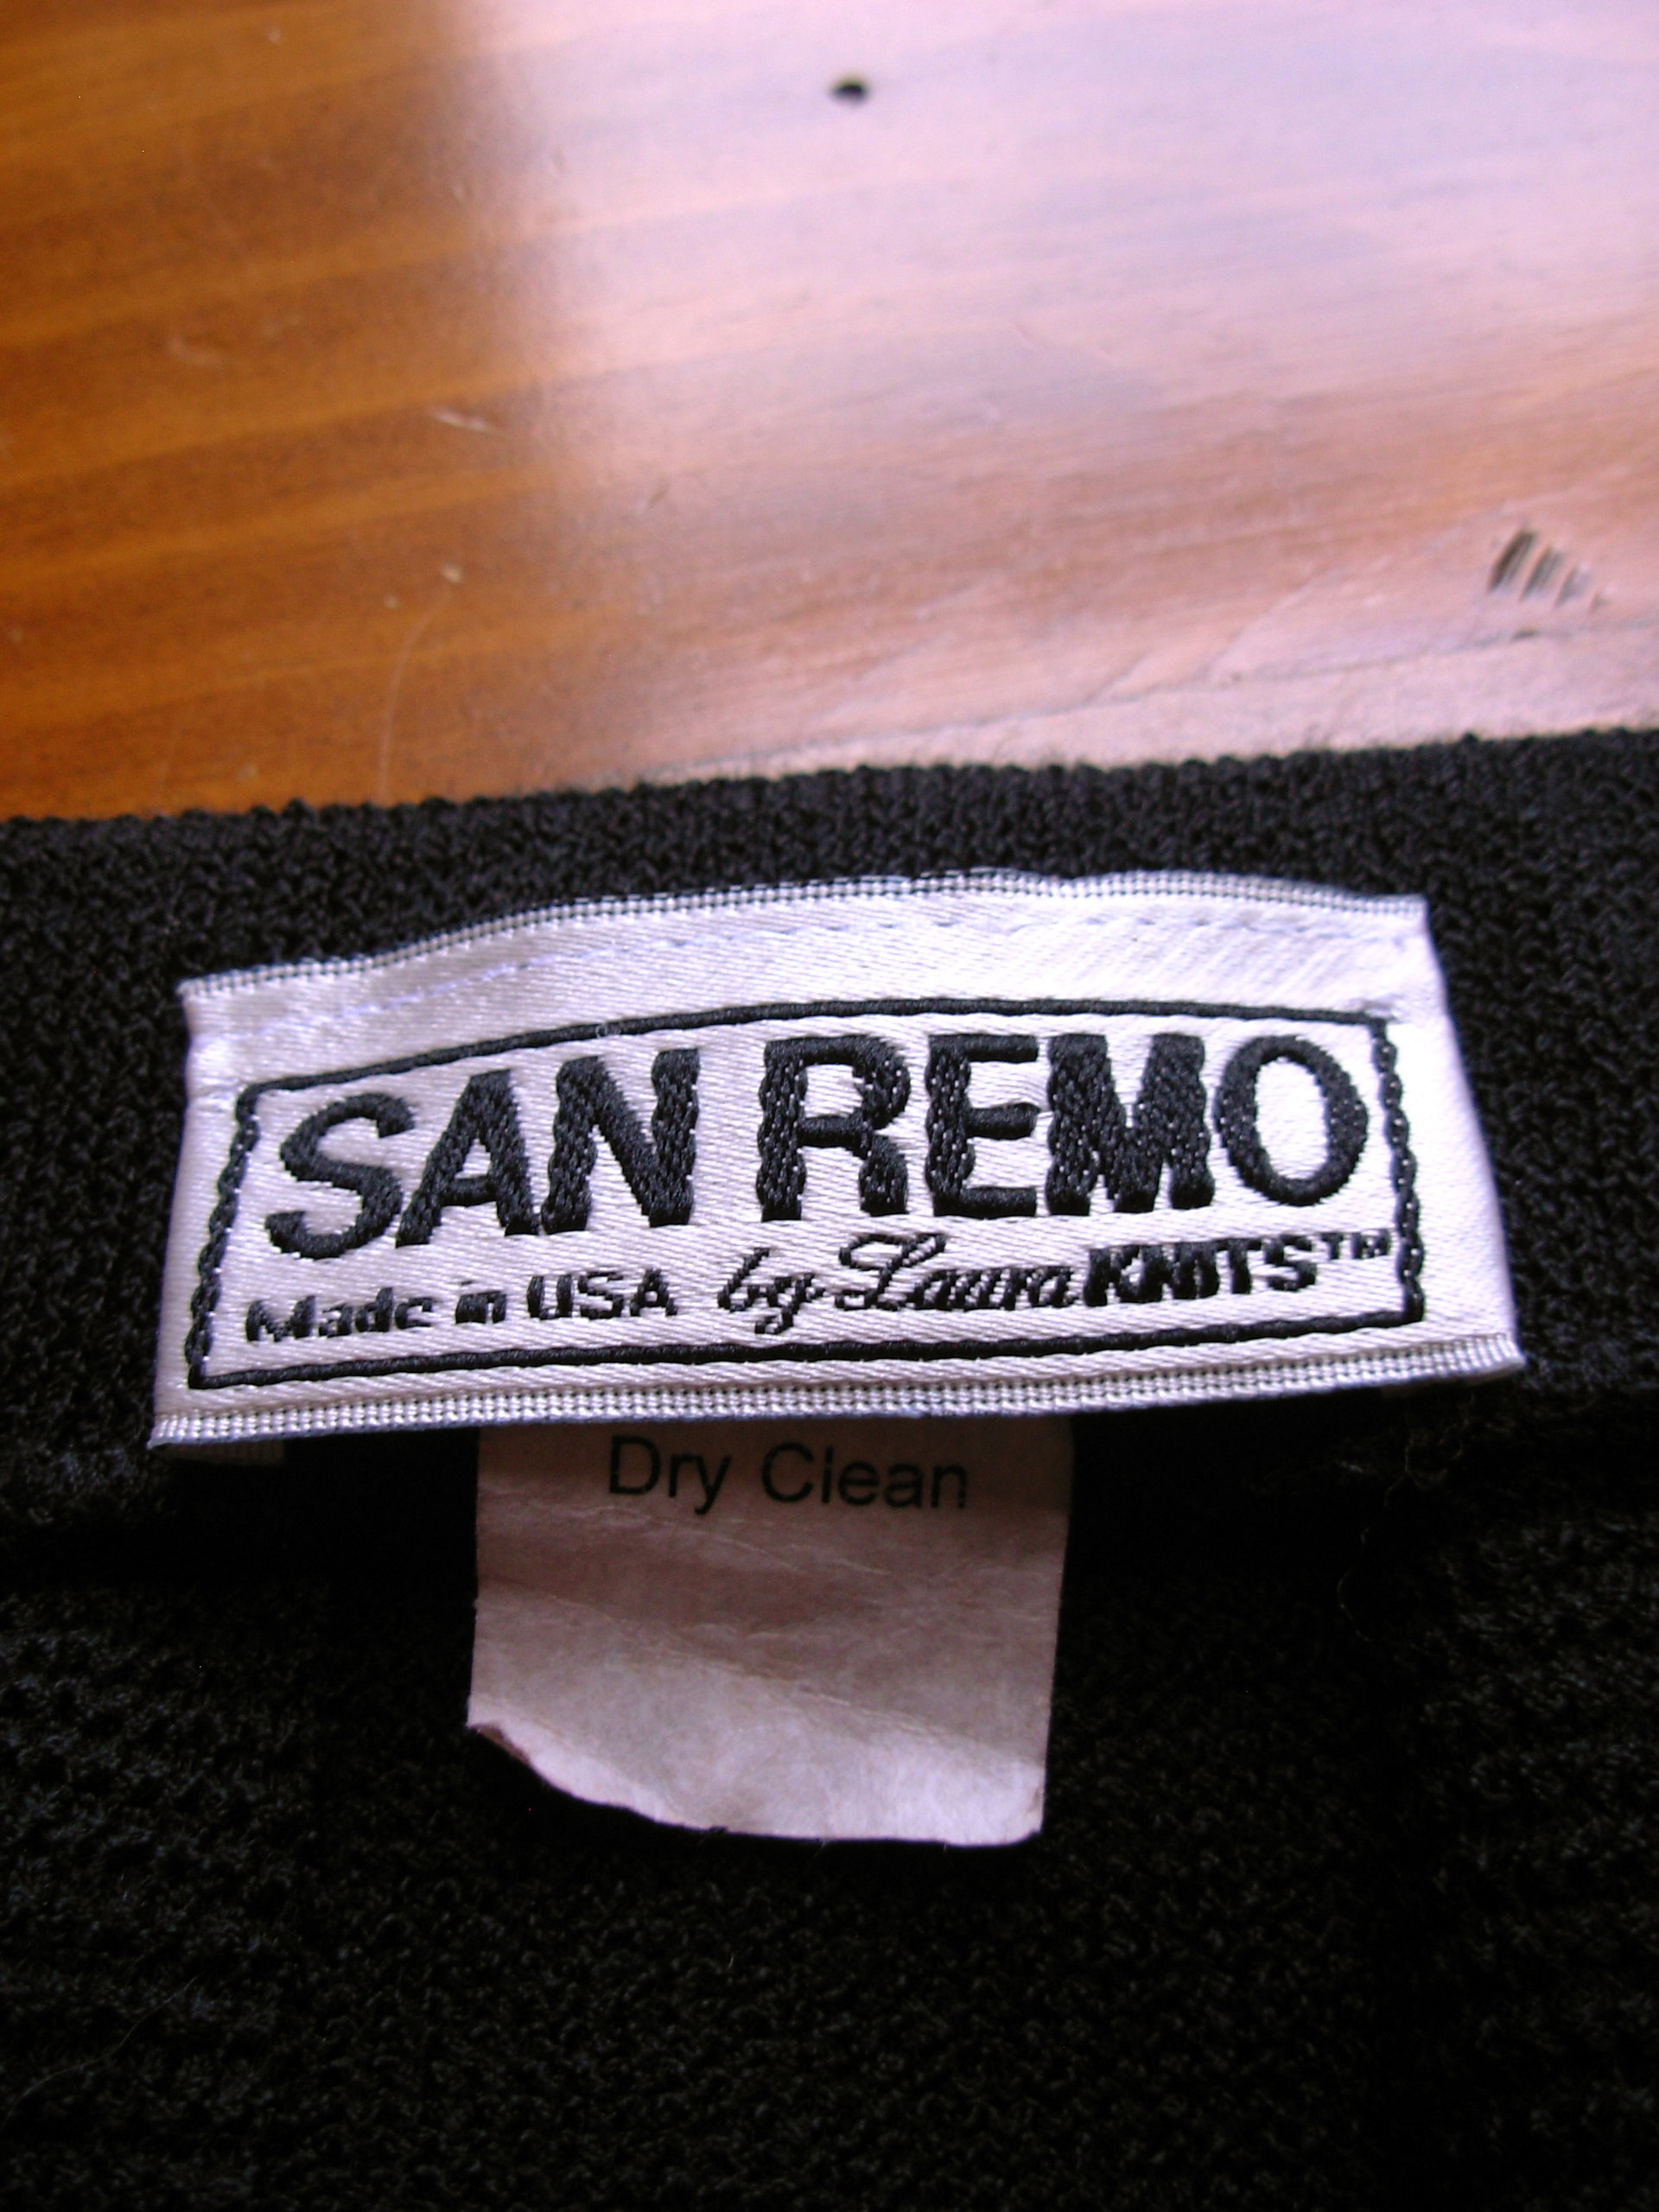 SAN REMO
Made in USA by Laura KNITS™
Dry Clean